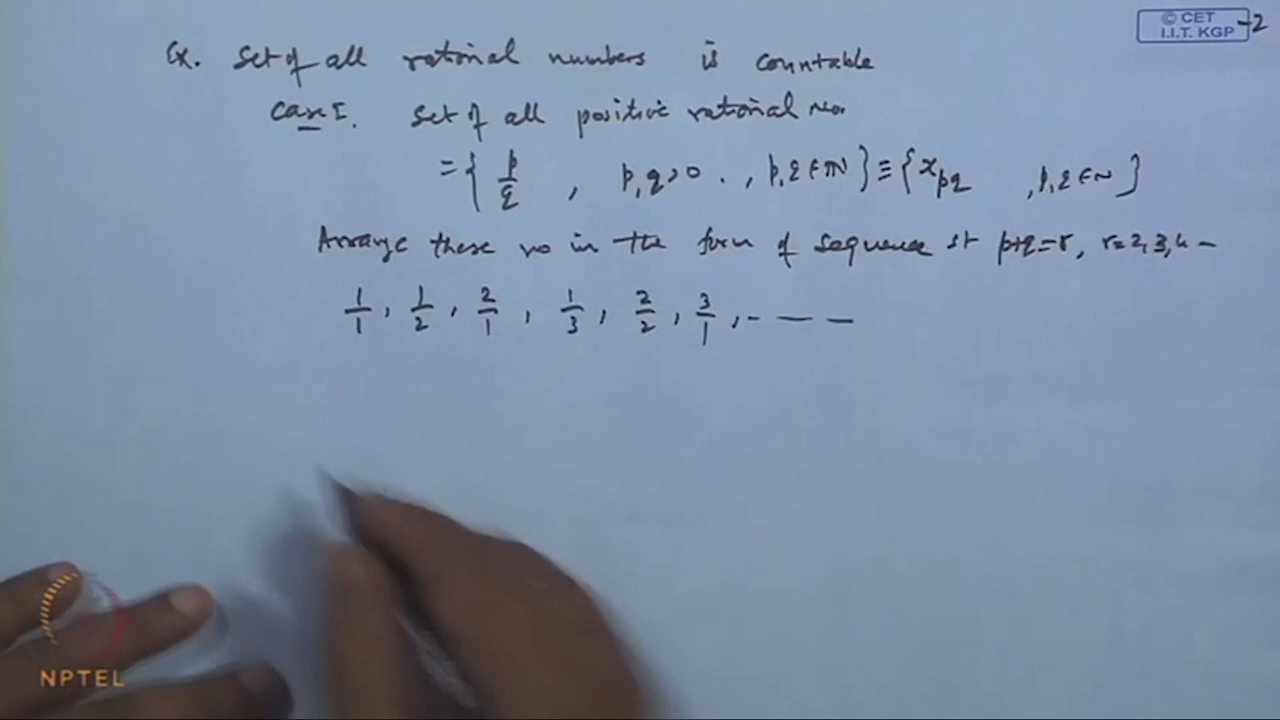 © CET
I.I.T. KGP
-2
Ex. Set of all rational numbers is countable
Case I. Set of all positive rational no.
= { p/q , p,q>0 . , p,q ∈ IN } ≡ { x_pq , p,q ∈ N }
Arrange these no in the form of sequence st p+q=r, r=2,3,4 —
1/1 , 1/2 , 2/1 , 1/3 , 2/2 , 3/1 , - — —
NPTEL